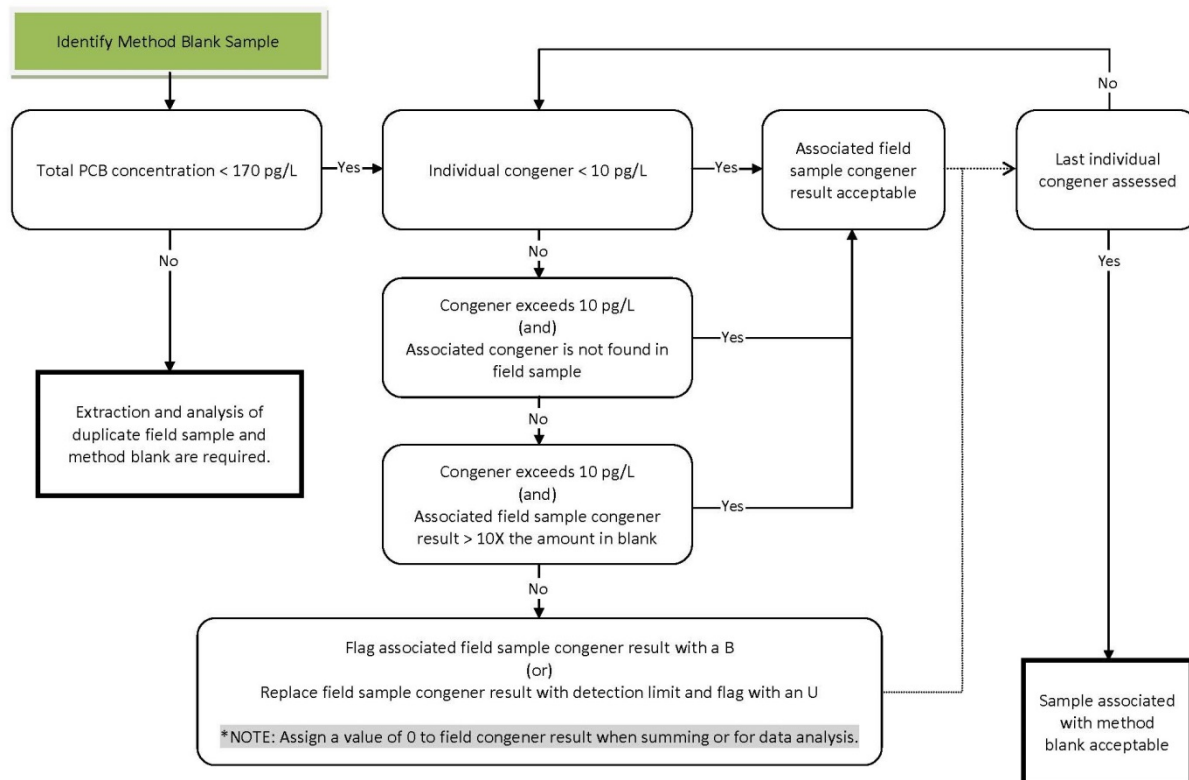 Identify Method Blank Sample
No
Total PCB concentration < 170 pg/L
Yes
Individual congener < 10 pg/L
Yes
Associated field
sample congener
result acceptable
Last individual
congener assessed
No
No
Yes
Congener exceeds 10 pg/L
(and)
Associated congener is not found in
field sample
Yes
Extraction and analysis of
duplicate field sample and
method blank are required.
No
Congener exceeds 10 pg/L
(and)
Associated field sample congener
result > 10X the amount in blank
Yes
No
Flag associated field sample congener result with a B
(or)
Replace field sample congener result with detection limit and flag with an U
*NOTE: Assign a value of 0 to field congener result when summing or for data analysis.
Sample associated
with method
blank acceptable